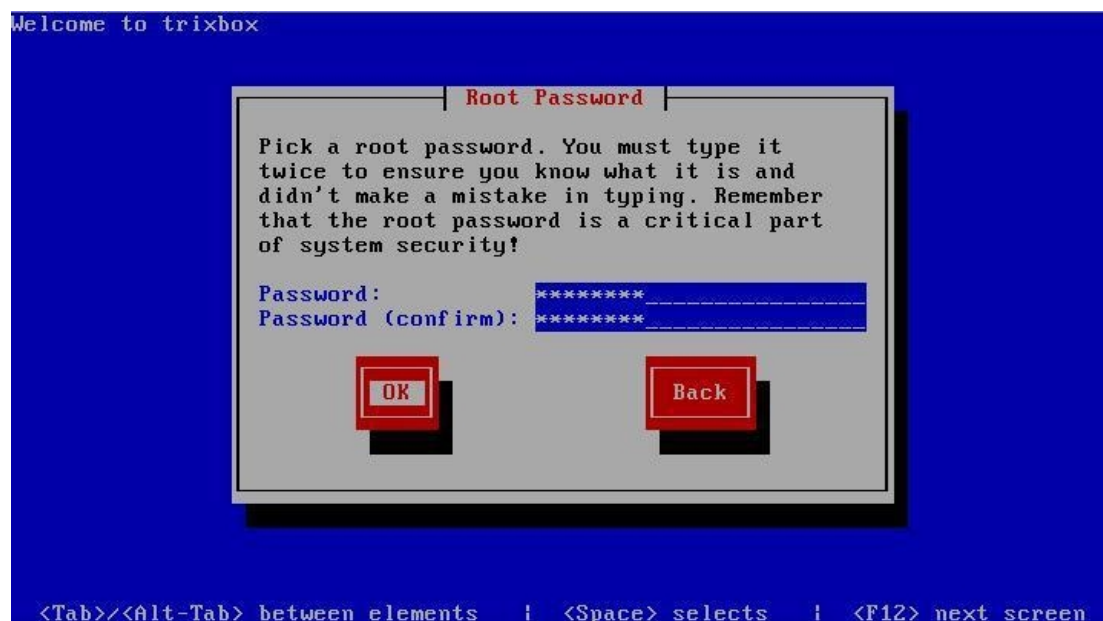 Welcome to trixbox
Root Password
Pick a root password. You must type it
twice to ensure you know what it is and
didn't make a mistake in typing. Remember
that the root password is a critical part
of system security!
Password: ********
Password (confirm): ********
OK Back
<Tab>/<Alt-Tab> between elements | <Space> selects | <F12> next screen